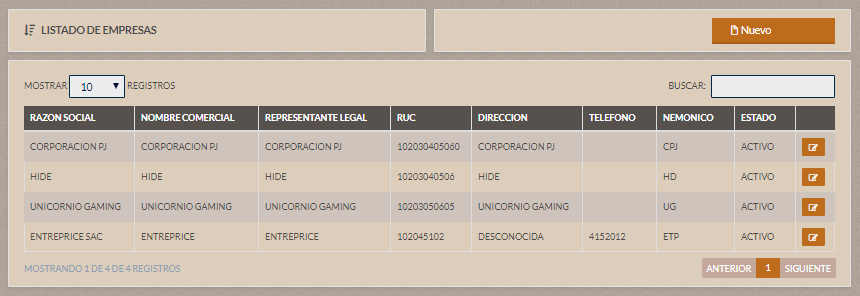 LISTADO DE EMPRESAS
Nuevo
MOSTRAR 10 REGISTROS BUSCAR:
RAZON SOCIAL NOMBRE COMERCIAL REPRESENTANTE LEGAL RUC DIRECCION TELEFONO NEMONICO ESTADO
CORPORACION PJ CORPORACION PJ CORPORACION PJ 102030405060 CORPORACION PJ CPJ ACTIVO
HIDE HIDE HIDE 1020304050​6 HIDE HD ACTIVO
UNICORNIO GAMING UNICORNIO GAMING UNICORNIO GAMING 10203050605 UNICORNIO GAMING UG ACTIVO
ENTREPRICE SAC ENTREPRICE ENTREPRICE 102045102 DESCONOCIDA 4152012 ETP ACTIVO
MOSTRANDO 1 DE 4 DE 4 REGISTROS ANTERIOR 1 SIGUIENTE